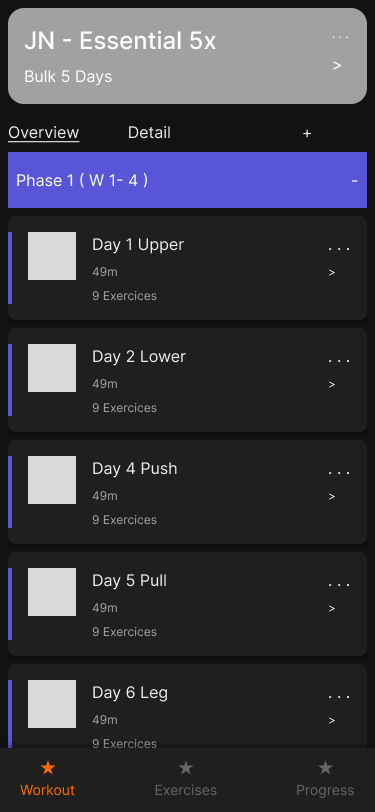 JN - Essential 5x
...
Bulk 5 Days
>
Overview Detail +
Phase 1 ( W 1- 4 ) -
Day 1 Upper ...
49m >
9 Exercices
Day 2 Lower ...
49m >
9 Exercices
Day 4 Push ...
49m >
9 Exercices
Day 5 Pull ...
49m >
9 Exercices
Day 6 Leg ...
49m >
9 Exercices
Workout Exercises Progress